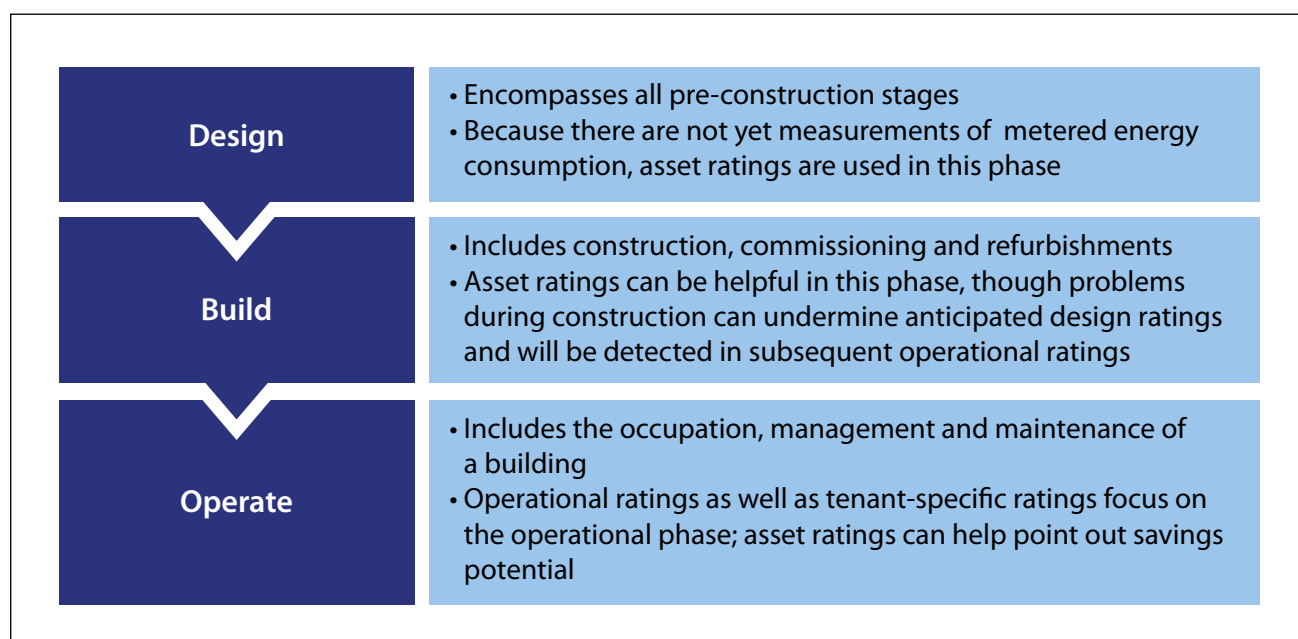 Design
• Encompasses all pre-construction stages
• Because there are not yet measurements of metered energy
consumption, asset ratings are used in this phase
Build
• Includes construction, commissioning and refurbishments
• Asset ratings can be helpful in this phase, though problems
during construction can undermine anticipated design ratings
and will be detected in subsequent operational ratings
Operate
• Includes the occupation, management and maintenance of
a building
• Operational ratings as well as tenant-specific ratings focus on
the operational phase; asset ratings can help point out savings
potential